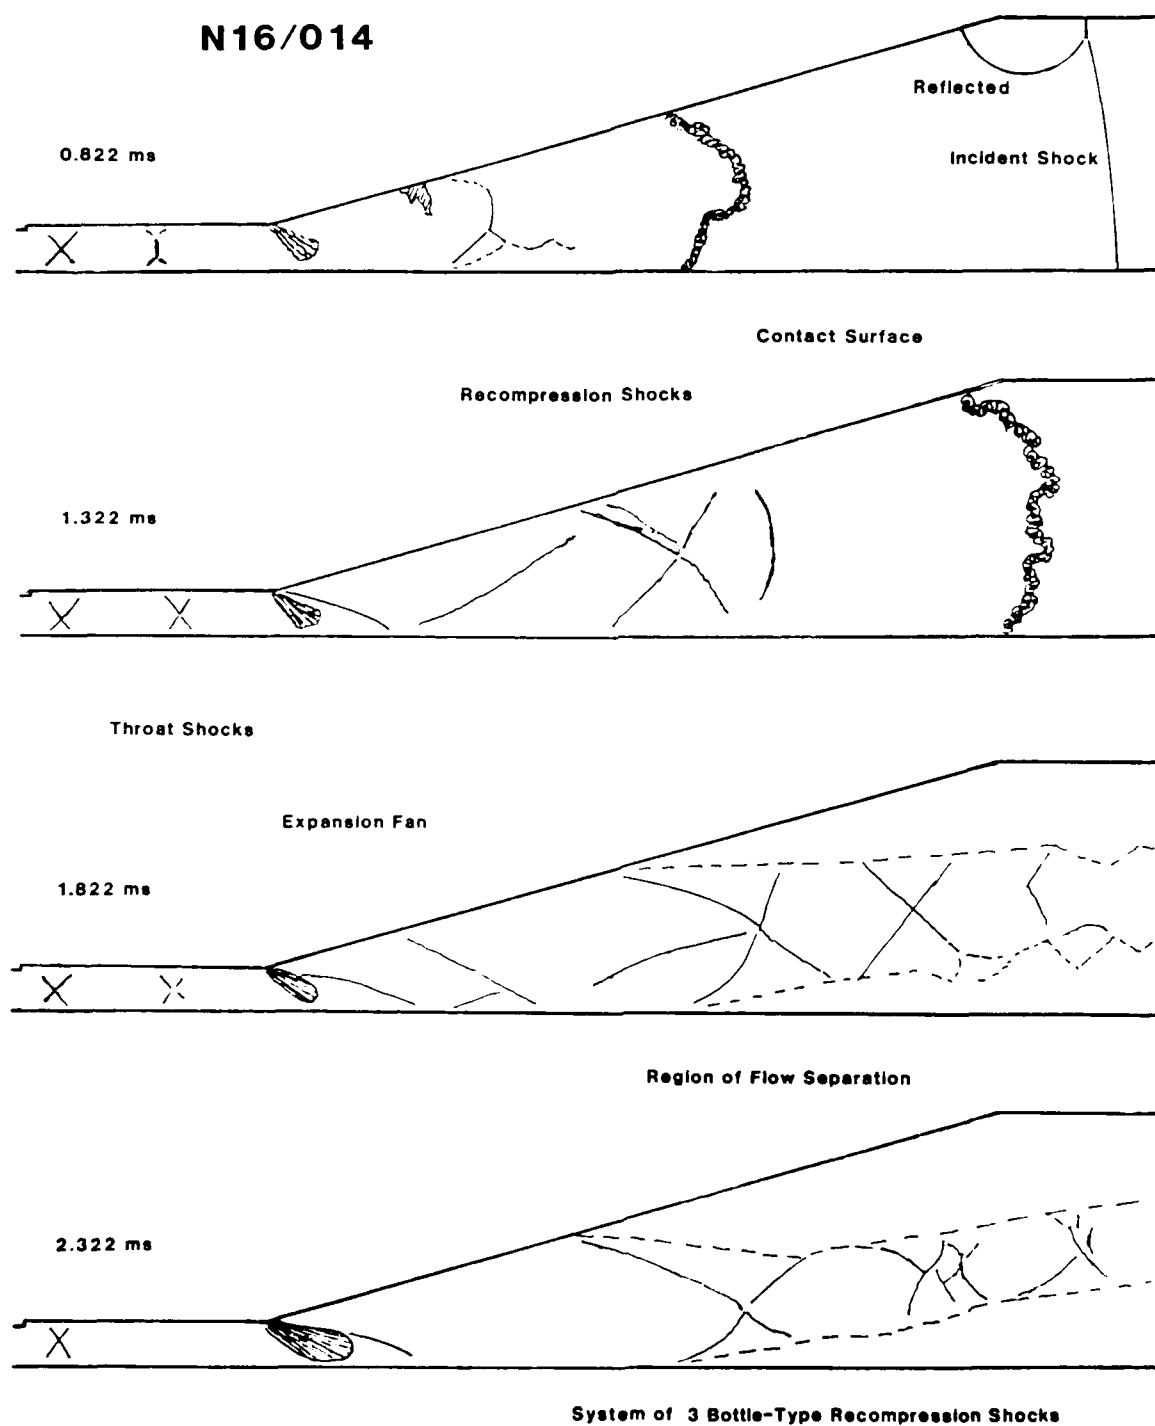 N16/014
Reflected
0.822 ms
Incident Shock
Contact Surface
Recompression Shocks
1.322 ms
Throat Shocks
Expansion Fan
1.822 ms
Region of Flow Separation
2.322 ms
System of 3 Bottle-Type Recompression Shocks